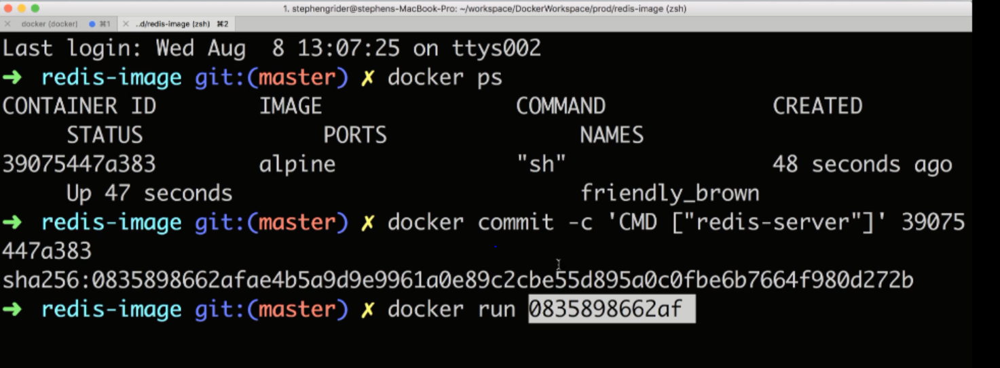 1. stephengrider@stephens-MacBook-Pro: ~/workspace/DockerWorkspace/prod/redis-image (zsh)
× docker (docker) ● ⌘1 × ..d/redis-image (zsh) ⌘2
Last login: Wed Aug  8 13:07:25 on ttys002
➜  redis-image git:(master) ✗ docker ps
CONTAINER ID        IMAGE               COMMAND             CREATED
     STATUS              PORTS               NAMES
39075447a383        alpine              "sh"                48 seconds ago
     Up 47 seconds                           friendly_brown
➜  redis-image git:(master) ✗ docker commit -c 'CMD ["redis-server"]' 39075
447a383
sha256:0835898662afae4b5a9d9e9961a0e89c2cbe55d895a0c0fbe6b7664f980d272b
➜  redis-image git:(master) ✗ docker run 0835898662af